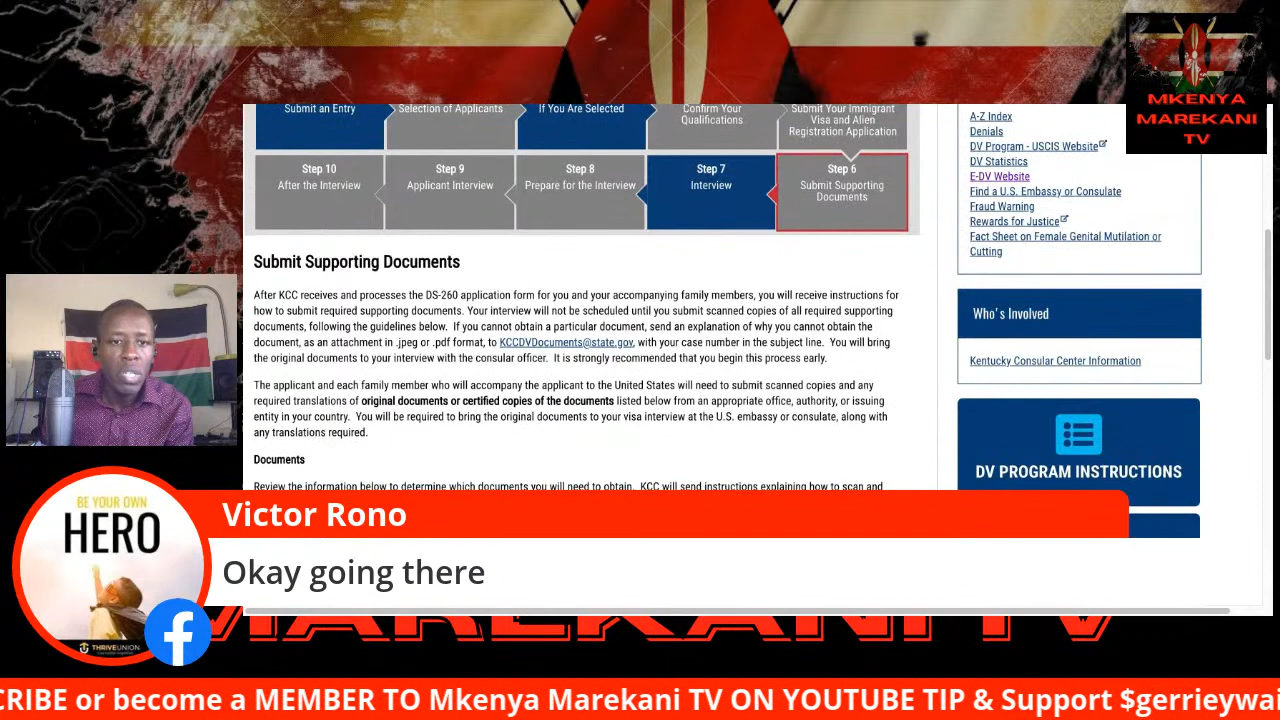 MKENYA
MAREKANI
TV
Submit an Entry
Selection of Applicants
If You Are Selected
Confirm Your
Qualifications
Submit Your Immigrant
Visa and Alien
Registration Application
Step 10
After the Interview
Step 9
Applicant Interview
Step 8
Prepare for the Interview
Step 7
Interview
Step 6
Submit Supporting
Documents
A-Z Index
Denials
DV Program - USCIS Website
DV Statistics
E-DV Website
Find a U.S. Embassy or Consulate
Fraud Warning
Rewards for Justice
Fact Sheet on Female Genital Mutilation or
Cutting
Submit Supporting Documents
After KCC receives and processes the DS-260 application form for you and your accompanying family members, you will receive instructions for
how to submit required supporting documents. Your interview will not be scheduled until you submit scanned copies of all required supporting
documents, following the guidelines below. If you cannot obtain a particular document, send an explanation of why you cannot obtain the
document, as an attachment in .jpeg or .pdf format, to KCCDVDocuments@state.gov, with your case number in the subject line. You will bring
the original documents to your interview with the consular officer. It is strongly recommended that you begin this process early.
The applicant and each family member who will accompany the applicant to the United States will need to submit scanned copies and any
required translations of original documents or certified copies of the documents listed below from an appropriate office, authority, or issuing
entity in your country. You will be required to bring the original documents to your visa interview at the U.S. embassy or consulate, along with
any translations required.
Documents
Review the information below to determine which documents you will need to obtain. KCC will send instructions explaining how to scan and
Who's Involved
Kentucky Consular Center Information
DV PROGRAM INSTRUCTIONS
BE YOUR OWN
HERO
THRIVEUNION
Victor Rono
Okay going there
MAREKANI TV
CRIBE or become a MEMBER TO Mkenya Marekani TV ON YOUTUBE TIP & Support $gerrieywai